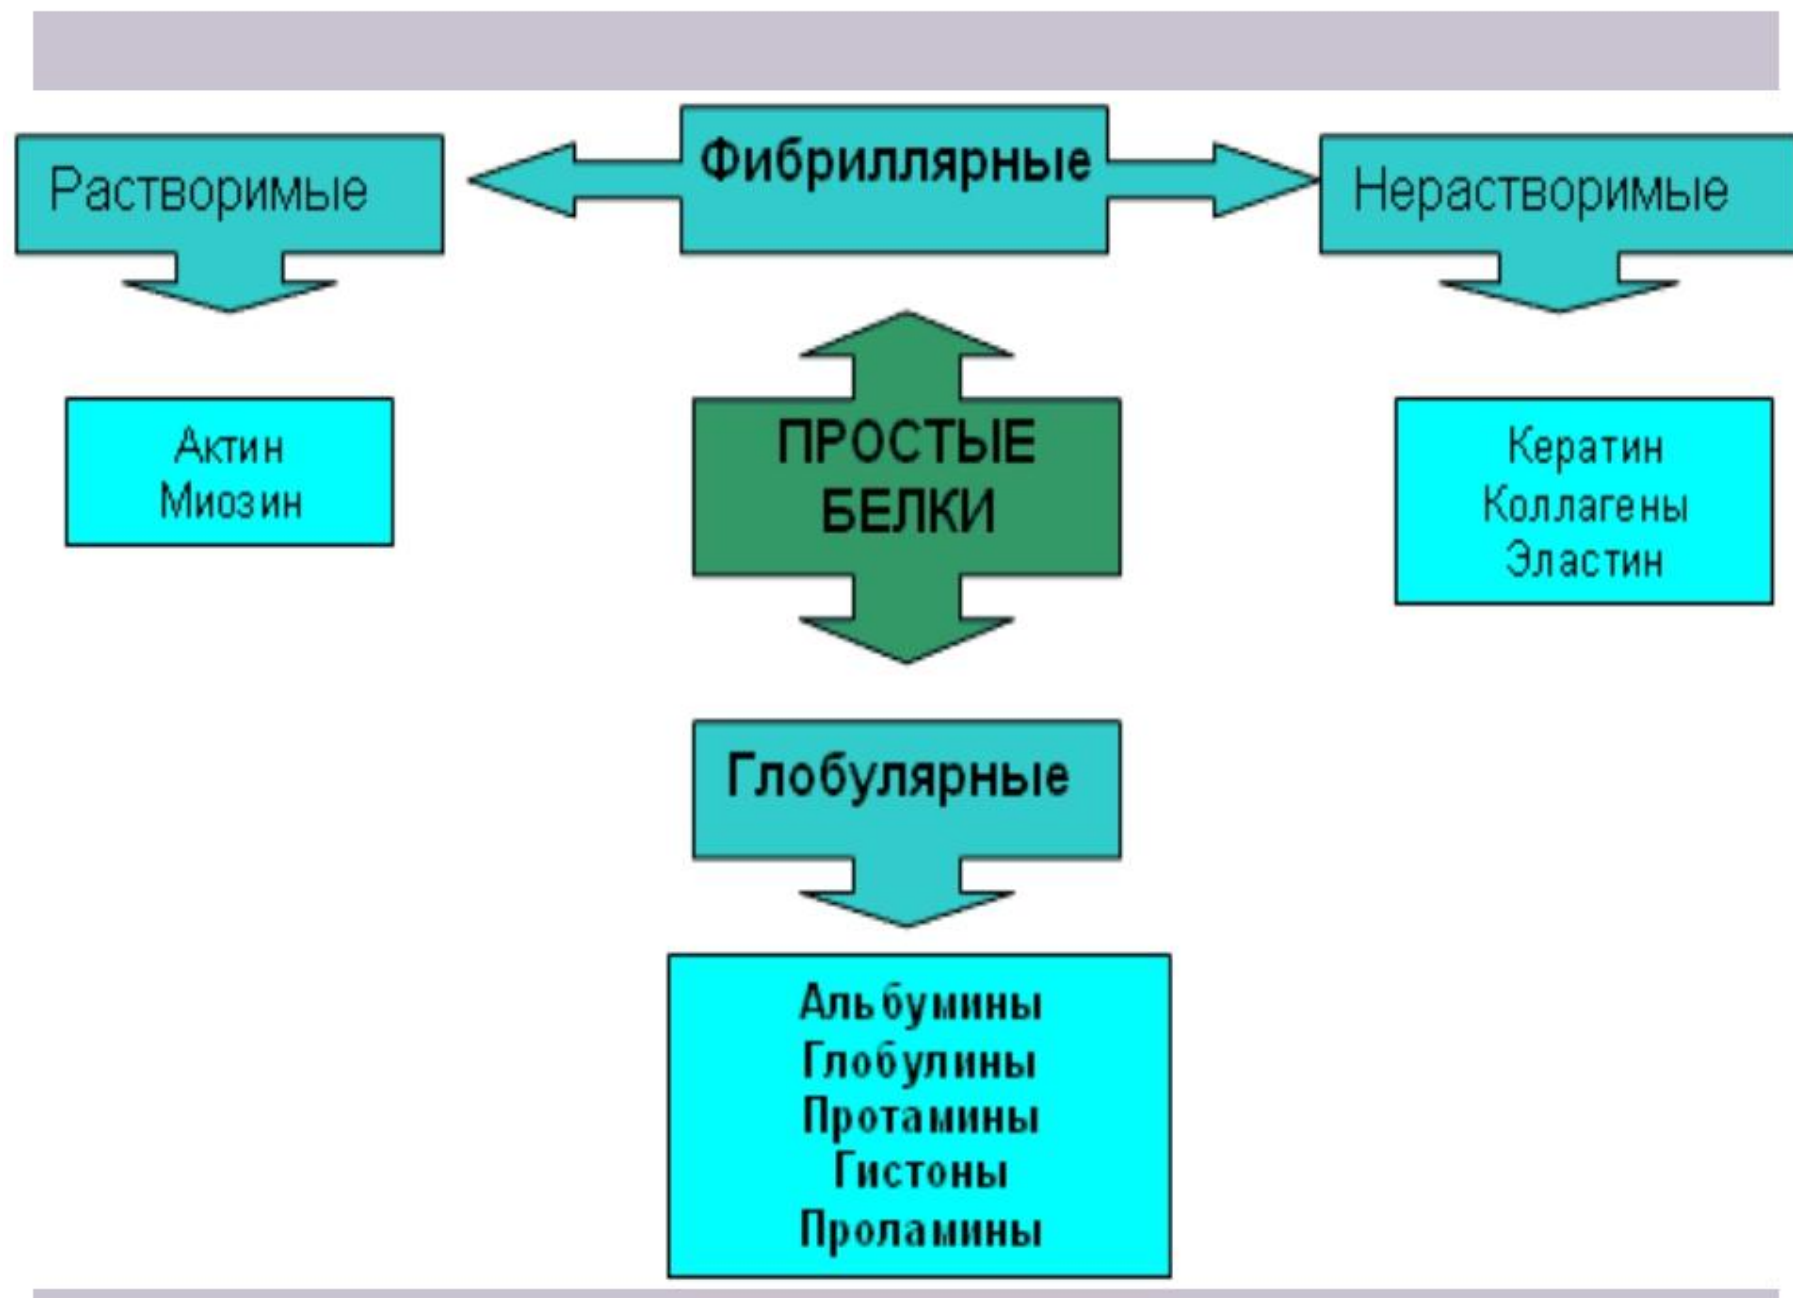 Фибриллярные
Растворимые
Нерастворимые
Актин
Миозин
ПРОСТЫЕ
БЕЛКИ
Кератин
Коллагены
Эластин
Глобулярные
Альбумины
Глобулины
Протамины
Гистоны
Проламины